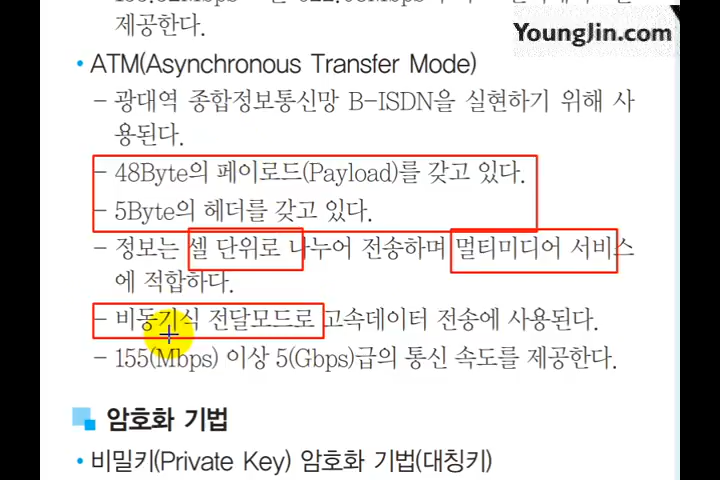 제공한다.
YoungJin.com
• ATM(Asynchronous Transfer Mode)
– 광대역 종합정보통신망 B-ISDN을 실현하기 위해 사
용된다.
– 48Byte의 페이로드(Payload)를 갖고 있다.
– 5Byte의 헤더를 갖고 있다.
– 정보는 셀 단위로 나누어 전송하며 멀티미디어 서비스
에 적합하다.
– 비동기식 전달모드로 고속데이터 전송에 사용된다.
– 155(Mbps) 이상 5(Gbps)급의 통신 속도를 제공한다.
암호화 기법
• 비밀키(Private Key) 암호화 기법(대칭키)